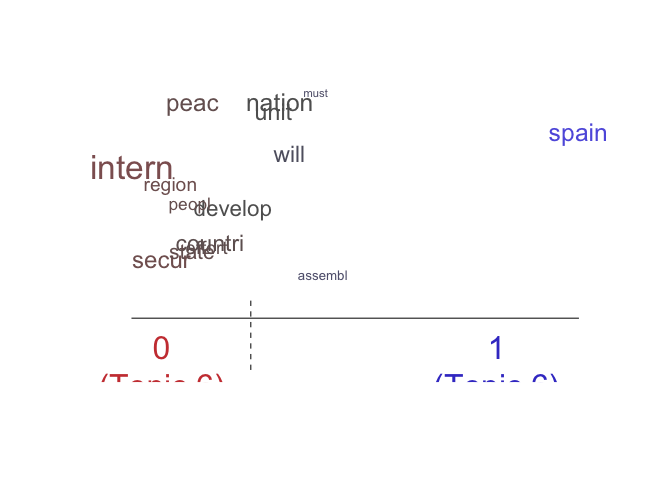 must
peac
nation
unit
spain
will
intern
region
peopl
develop
countri
effort
state
secur
assembl
0
1
(Topic 6)
(Topic 6)